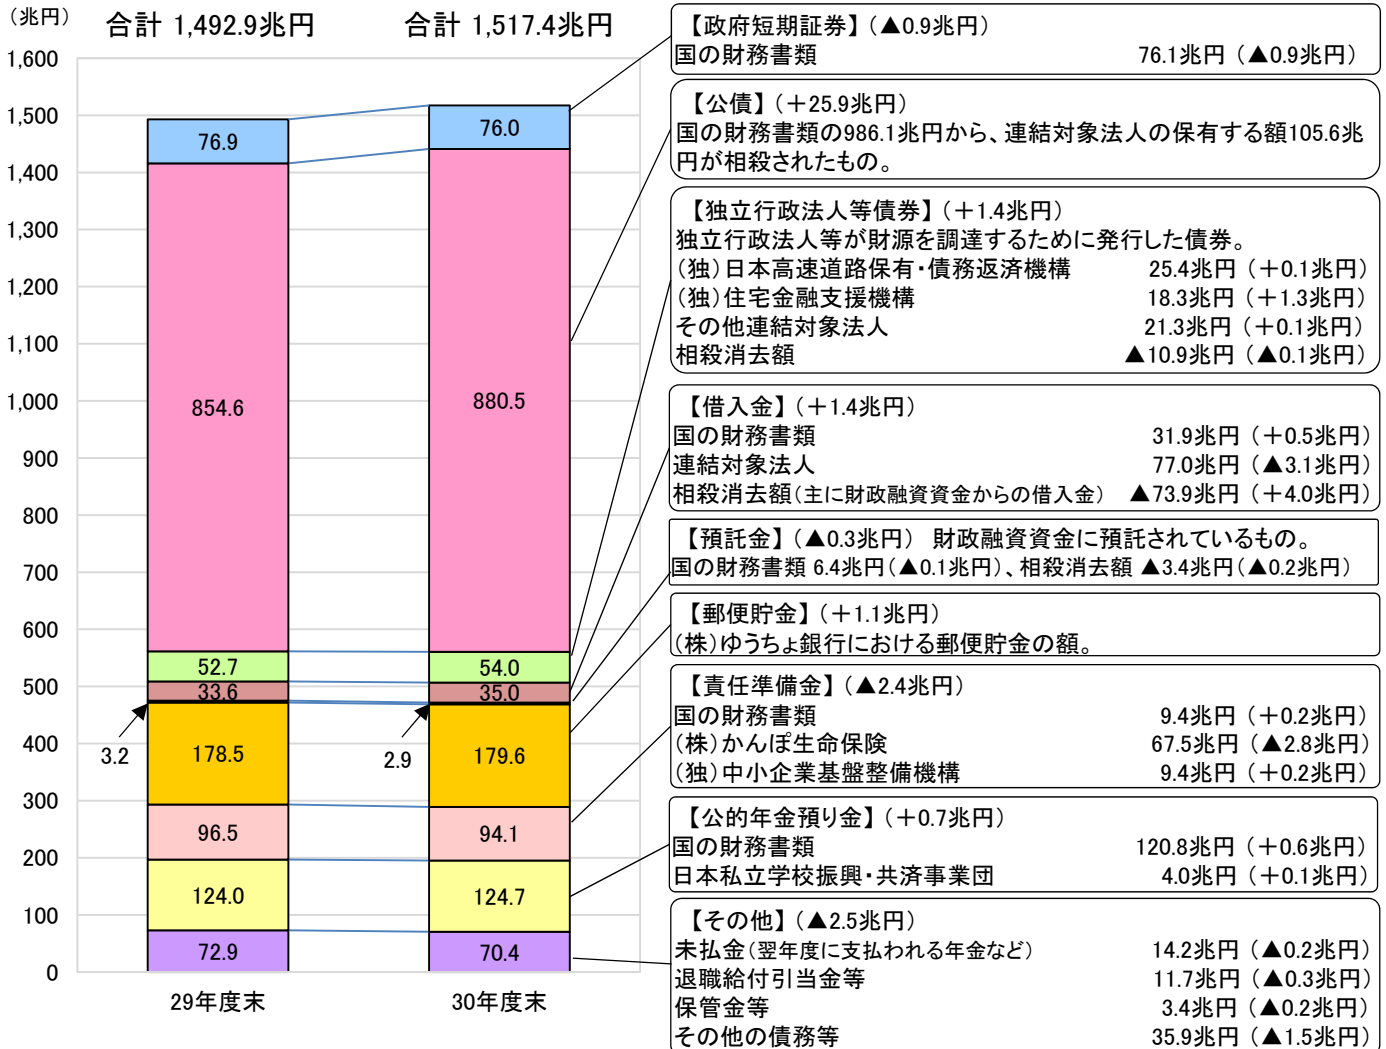 (兆円)
合計 1,492.9兆円
合計 1,517.4兆円
1,600
1,500
1,400
1,300
1,200
1,100
1,000
900
800
700
600
500
400
300
200
100
0
76.9
854.6
52.7
33.6
3.2
178.5
96.5
124.0
72.9
29年度末
76.0
880.5
54.0
35.0
2.9
179.6
94.1
124.7
70.4
30年度末
【政府短期証券】(▲0.9兆円)
国の財務書類 76.1兆円 (▲0.9兆円)
【公債】(+25.9兆円)
国の財務書類の986.1兆円から、連結対象法人の保有する額105.6兆
円が相殺されたもの。
【独立行政法人等債券】(+1.4兆円)
独立行政法人等が財源を調達するために発行した債券。
(独)日本高速道路保有・債務返済機構 25.4兆円 (+0.1兆円)
(独)住宅金融支援機構 18.3兆円 (+1.3兆円)
その他連結対象法人 21.3兆円 (+0.1兆円)
相殺消去額 ▲10.9兆円 (▲0.1兆円)
【借入金】(+1.4兆円)
国の財務書類 31.9兆円 (+0.5兆円)
連結対象法人 77.0兆円 (▲3.1兆円)
相殺消去額(主に財政融資資金からの借入金) ▲73.9兆円 (+4.0兆円)
【預託金】(▲0.3兆円) 財政融資資金に預託されているもの。
国の財務書類 6.4兆円(▲0.1兆円)、相殺消去額 ▲3.4兆円(▲0.2兆円)
【郵便貯金】(+1.1兆円)
(株)ゆうちょ銀行における郵便貯金の額。
【責任準備金】(▲2.4兆円)
国の財務書類 9.4兆円 (+0.2兆円)
(株)かんぽ生命保険 67.5兆円 (▲2.8兆円)
(独)中小企業基盤整備機構 9.4兆円 (+0.2兆円)
【公的年金預り金】(+0.7兆円)
国の財務書類 120.8兆円 (+0.6兆円)
日本私立学校振興・共済事業団 4.0兆円 (+0.1兆円)
【その他】(▲2.5兆円)
未払金(翌年度に支払われる年金など) 14.2兆円 (▲0.2兆円)
退職給付引当金等 11.7兆円 (▲0.3兆円)
保管金等 3.4兆円 (▲0.2兆円)
その他の債務等 35.9兆円 (▲1.5兆円)